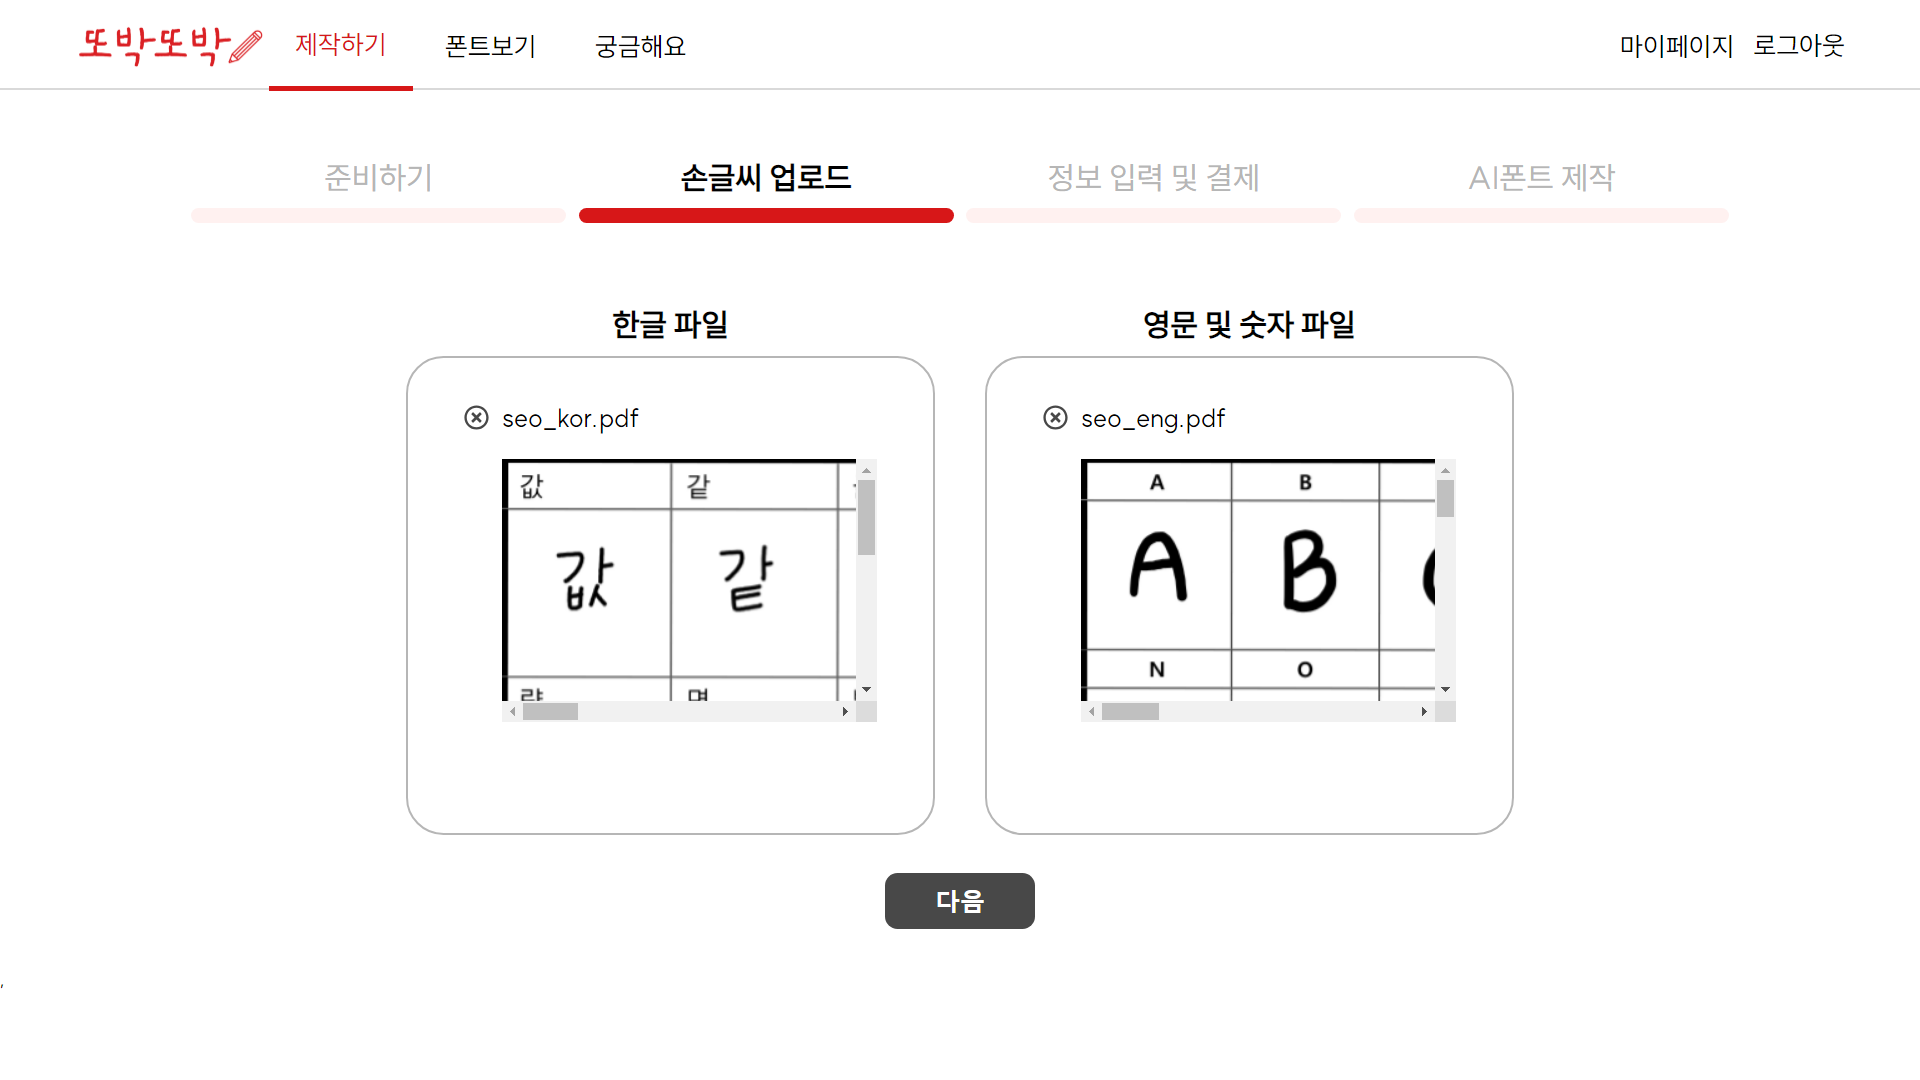 또박또박 제작하기 폰트보기 궁금해요 마이페이지 로그아웃
준비하기 손글씨 업로드 정보 입력 및 결제 AI폰트 제작
한글 파일 영문 및 숫자 파일
seo_kor.pdf
값 같
값 같
seo_eng.pdf
A B
A B
N O
다음
,